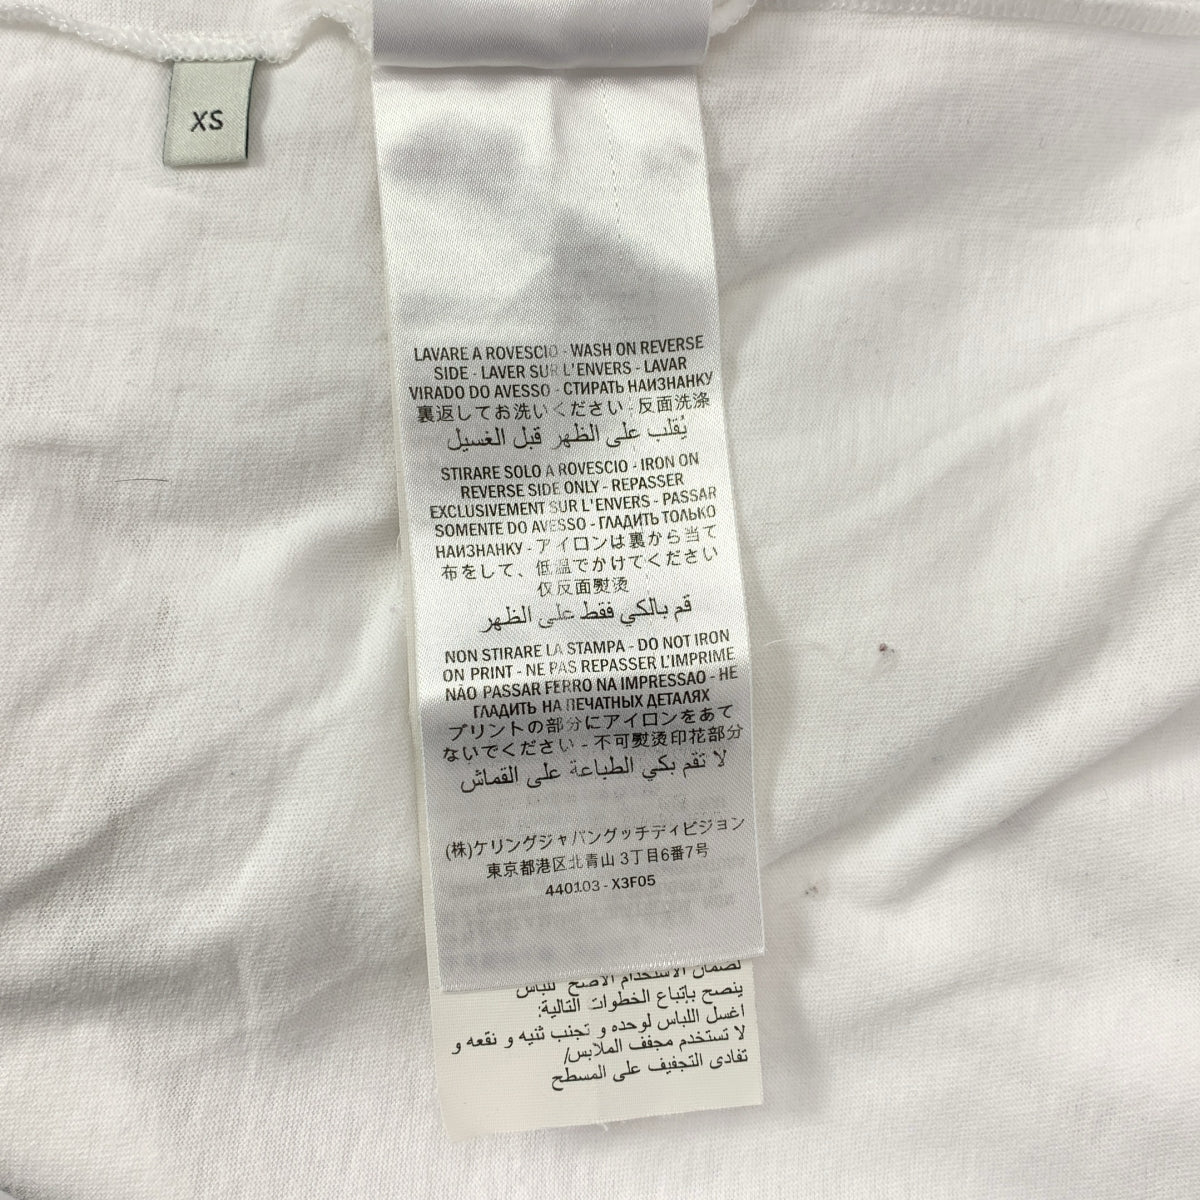 XS
LAVARE A ROVESCIO - WASH ON REVERSE
SIDE - LAVER SUR L'ENVERS - LAVAR
VIRADO DO AVESSO - СТИРАТЬ НАИЗНАНКУ
裏返してお洗いください - 反面洗涤
يُقلب على الظهر قبل الغسيل
STIRARE SOLO A ROVESCIO - IRON ON
REVERSE SIDE ONLY - REPASSER
EXCLUSIVEMENT SUR L'ENVERS - PASSAR
SOMENTE DO AVESSO - ГЛАДИТЬ ТОЛЬКО
НАИЗНАНКУ - アイロンは裏から当て
布をして、低温でかけてください
仅反面熨烫
قم بالكي فقط على الظهر
NON STIRARE LA STAMPA - DO NOT IRON
ON PRINT - NE PAS REPASSER L'IMPRIME
NÃO PASSAR FERRO NA IMPRESSAO - НЕ
ГЛАДИТЬ НА ПЕЧАТНЫХ ДЕТАЛЯХ
プリントの部分にアイロンをあて
ないでください - 不可熨烫印花部分
لا تقم بكي الطباعة على القماش
(株)ケリングジャパングッチディビジョン
東京都港区北青山 3丁目6番7号
440103 - X3F05
لضمان الاستخدام الأصح للباس
ينصح بإتباع الخطوات التالية:
اغسل اللباس لوحده و تجنب ثنيه و نقعه و
لا تستخدم مجفف الملابس/
تفادى التجفيف على المسطح